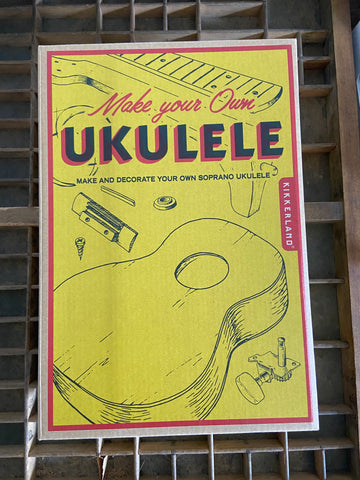 Make your Own
UKULELE
MAKE AND DECORATE YOUR OWN SOPRANO UKULELE
KIKKERLAND®